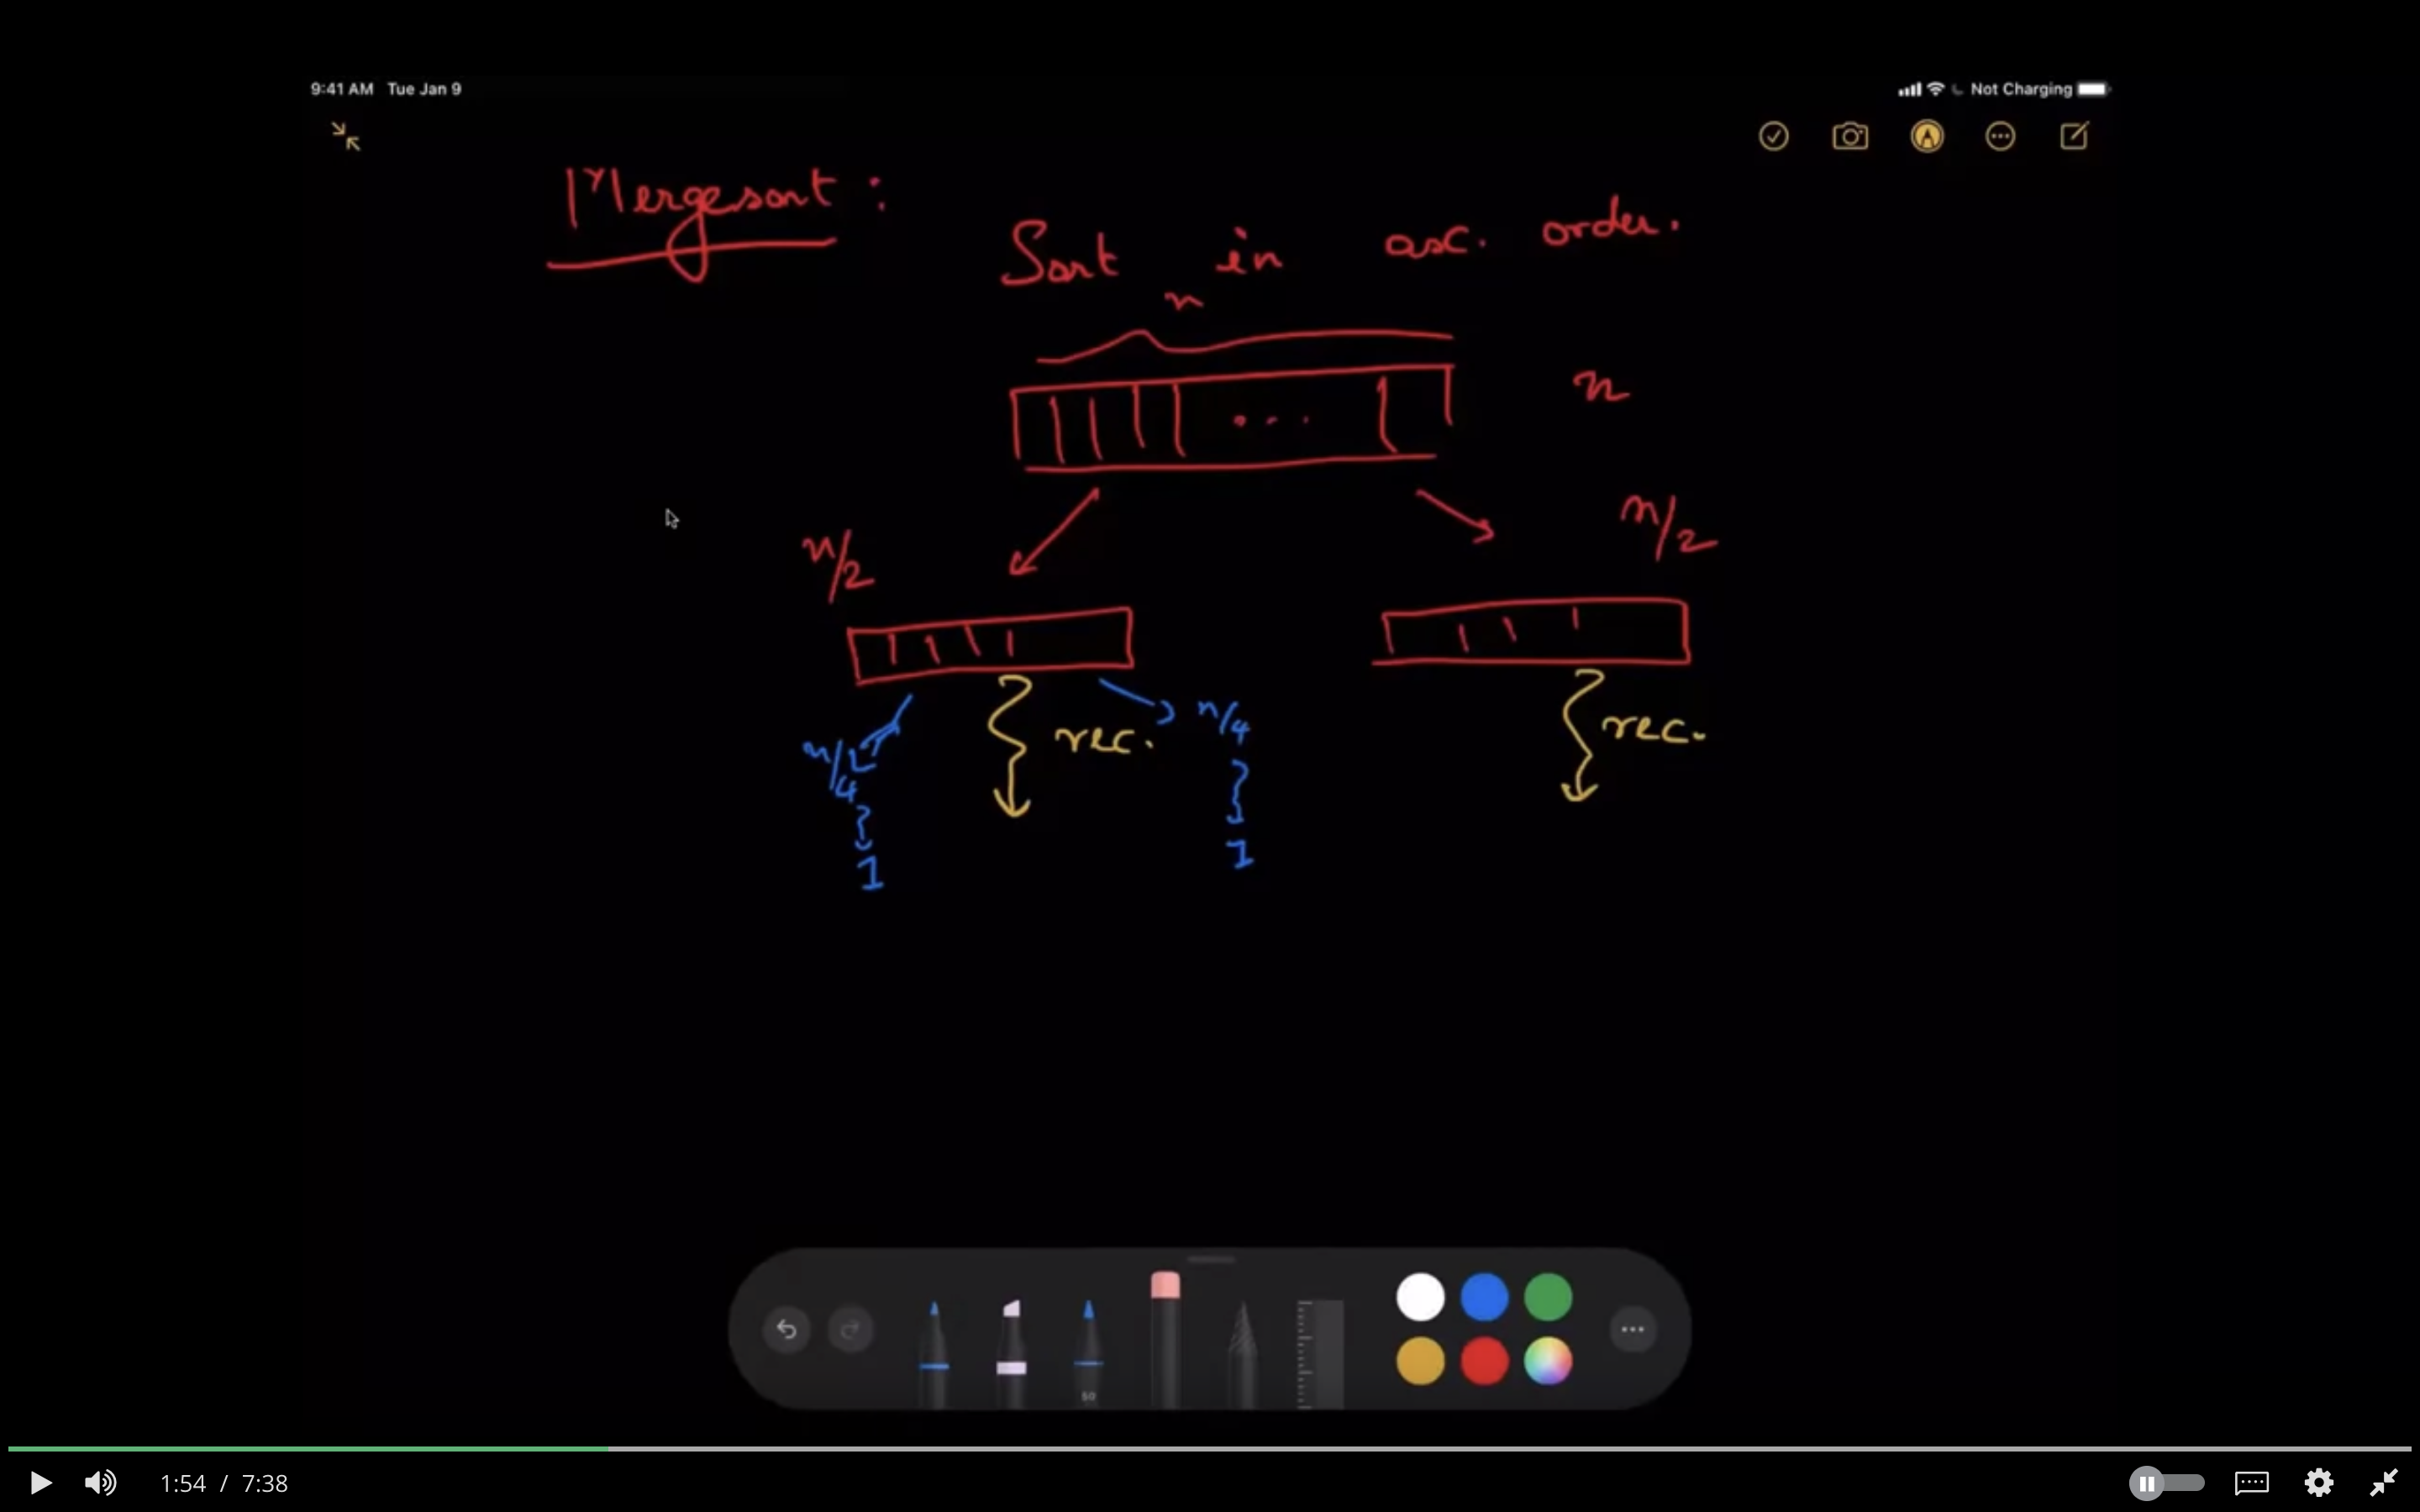 9:41 AM Tue Jan 9
Not Charging
Mergesort :
Sort in asc. order.
n
n
n/2
n/2
rec.
n/4
rec.
n/4
1
1
50
1:54 / 7:38